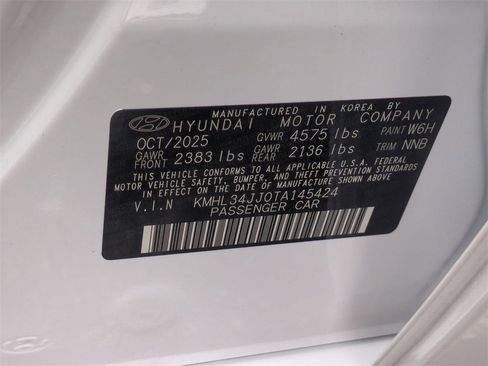 MANUFACTURED IN KOREA BY
HYUNDAI MOTOR COMPANY
OCT/2025 GVWR 4575 lbs PAINT W6H
GAWR FRONT 2383 lbs GAWR REAR 2136 lbs TRIM NNB
THIS VEHICLE CONFORMS TO ALL APPLICABLE U.S.A. FEDERAL
MOTOR VEHICLE SAFETY, BUMPER, AND THEFT PREVENTION
STANDARDS IN EFFECT ON THE DATE OF MANUFACTURE SHOWN ABOVE.
V.I.N KMHL34JJ0TA145424
PASSENGER CAR